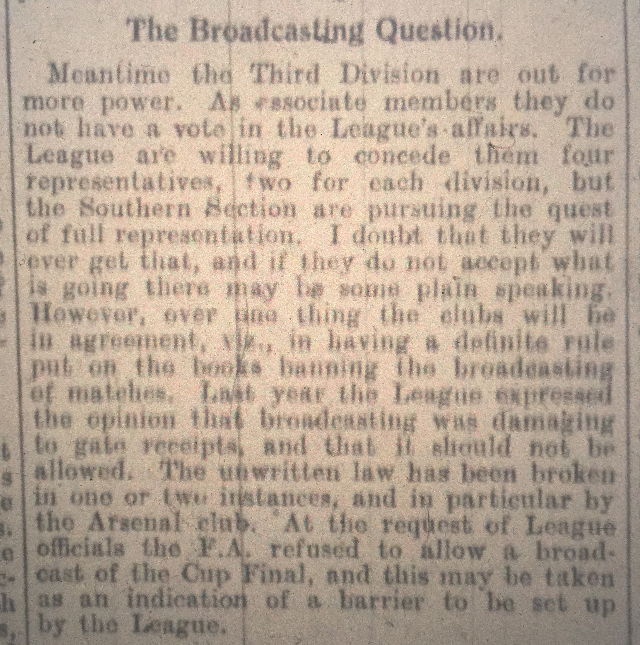 The Broadcasting Question.
Meantime the Third Division are out for
more power. As associate members they do
not have a vote in the League's affairs. The
League are willing to concede them four
representatives, two for each division, but
the Southern Section are pursuing the quest
of full representation. I doubt that they will
ever get that, and if they do not accept what
is going there may be some plain speaking.
However, over one thing the clubs will be
in agreement, viz., in having a definite rule
put on the books banning the broadcasting
of matches. Last year the League expressed
the opinion that broadcasting was damaging
to gate receipts, and that it should not be
allowed. The unwritten law has been broken
in one or two instances, and in particular by
the Arsenal club. At the request of League
officials the F.A. refused to allow a broad-
cast of the Cup Final, and this may be taken
as an indication of a barrier to be set up
by the League.